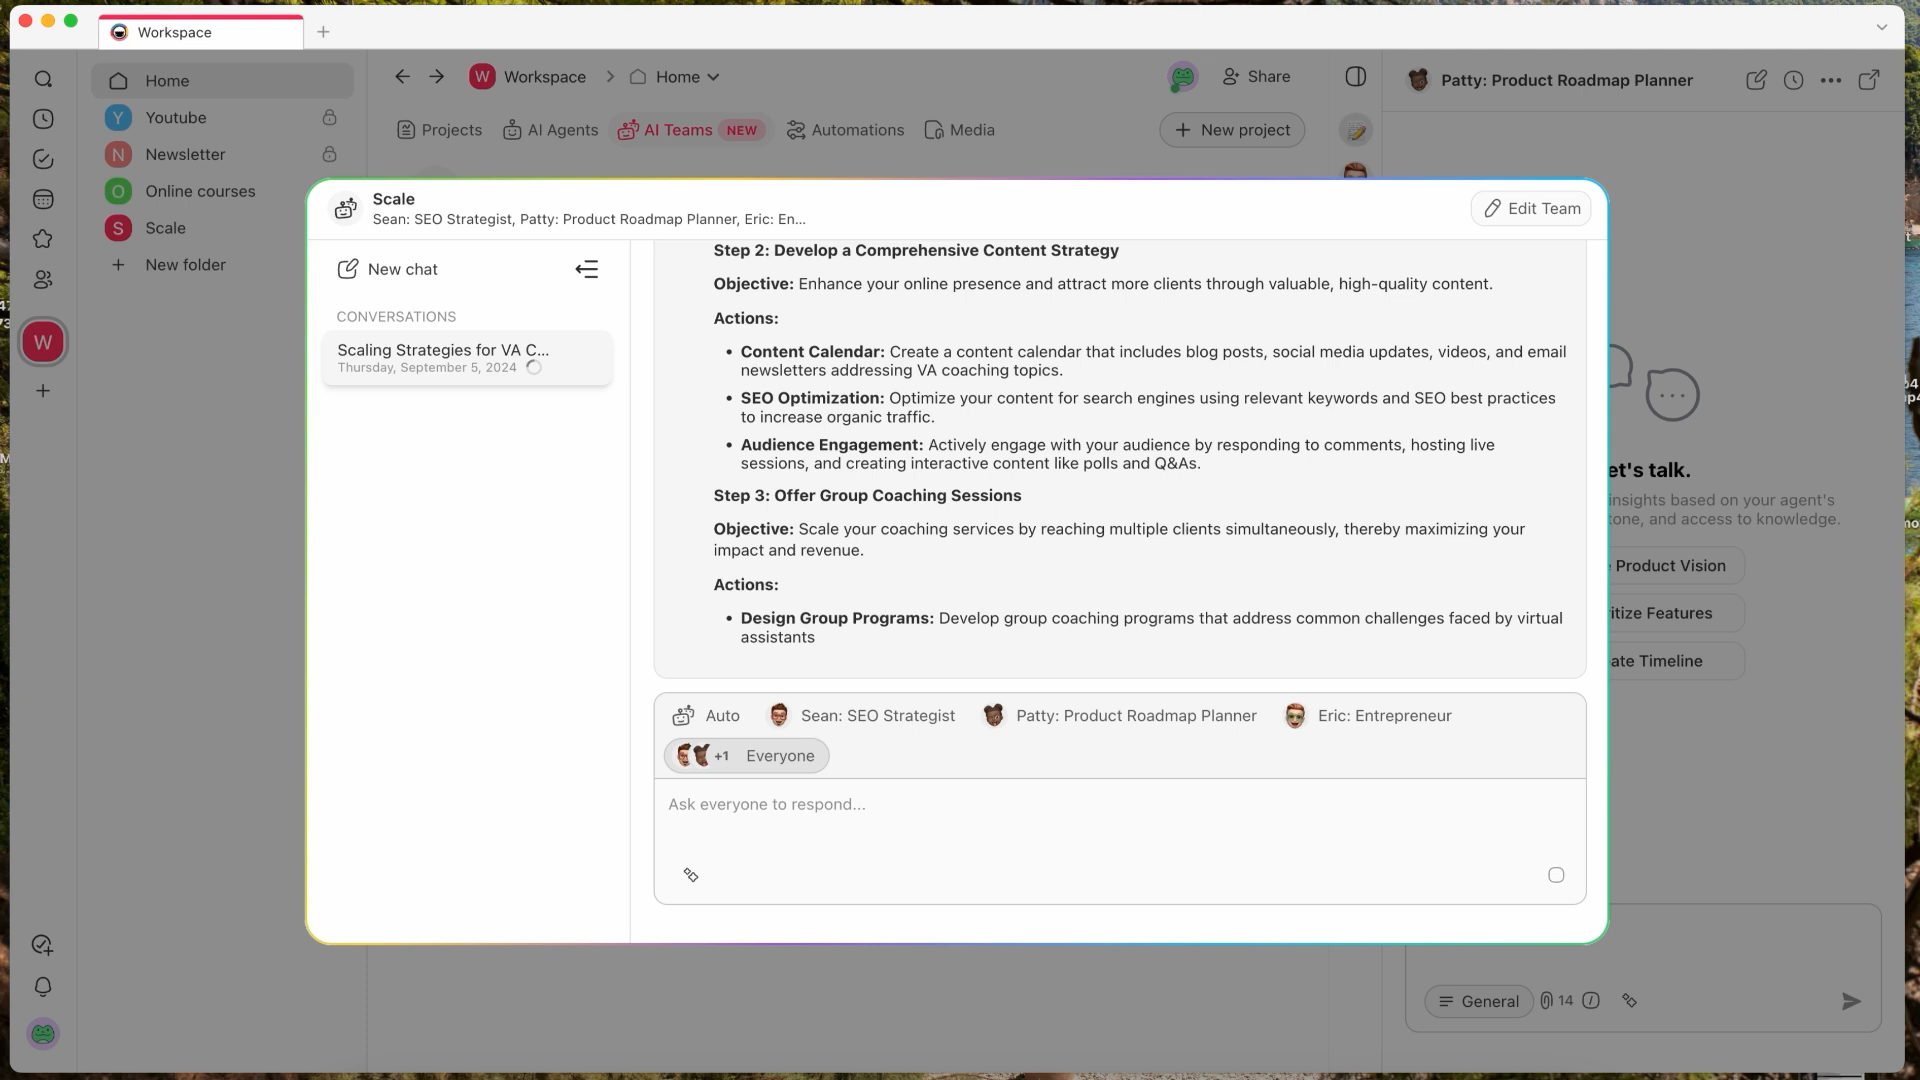 Workspace
Home
Youtube
Newsletter
Online courses
Scale
New folder
W
Y
N
O
S
W Workspace
Home
Share
Projects
AI Agents
AI Teams NEW
Automations
Media
New project
Patty: Product Roadmap Planner
Scale
Sean: SEO Strategist, Patty: Product Roadmap Planner, Eric: En...
Edit Team
New chat
CONVERSATIONS
Scaling Strategies for VA C...
Thursday, September 5, 2024
Step 2: Develop a Comprehensive Content Strategy
Objective: Enhance your online presence and attract more clients through valuable, high-quality content.
Actions:
• Content Calendar: Create a content calendar that includes blog posts, social media updates, videos, and email
newsletters addressing VA coaching topics.
• SEO Optimization: Optimize your content for search engines using relevant keywords and SEO best practices
to increase organic traffic.
• Audience Engagement: Actively engage with your audience by responding to comments, hosting live
sessions, and creating interactive content like polls and Q&As.
Step 3: Offer Group Coaching Sessions
Objective: Scale your coaching services by reaching multiple clients simultaneously, thereby maximizing your
impact and revenue.
Actions:
• Design Group Programs: Develop group coaching programs that address common challenges faced by virtual
assistants
Auto
Sean: SEO Strategist
Patty: Product Roadmap Planner
Eric: Entrepreneur
+1 Everyone
Ask everyone to respond...
et's talk.
insights based on your agent's
tone, and access to knowledge.
Product Vision
itize Features
ate Timeline
General
14